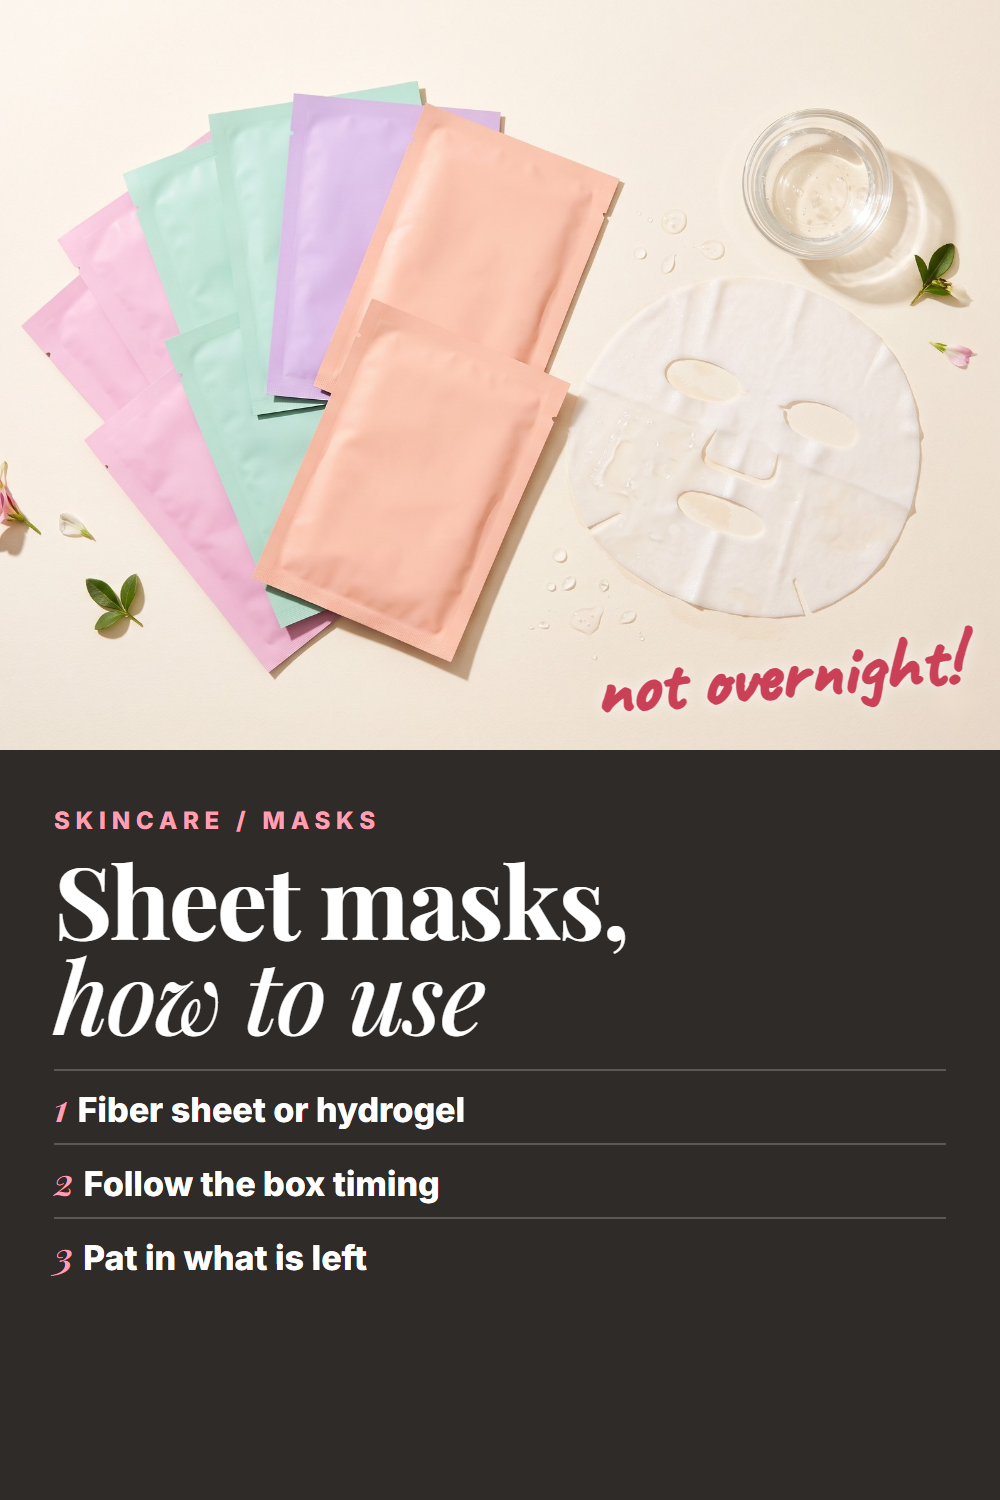 not overnight!
SKINCARE / MASKS
Sheet masks,
how to use
1 Fiber sheet or hydrogel
2 Follow the box timing
3 Pat in what is left